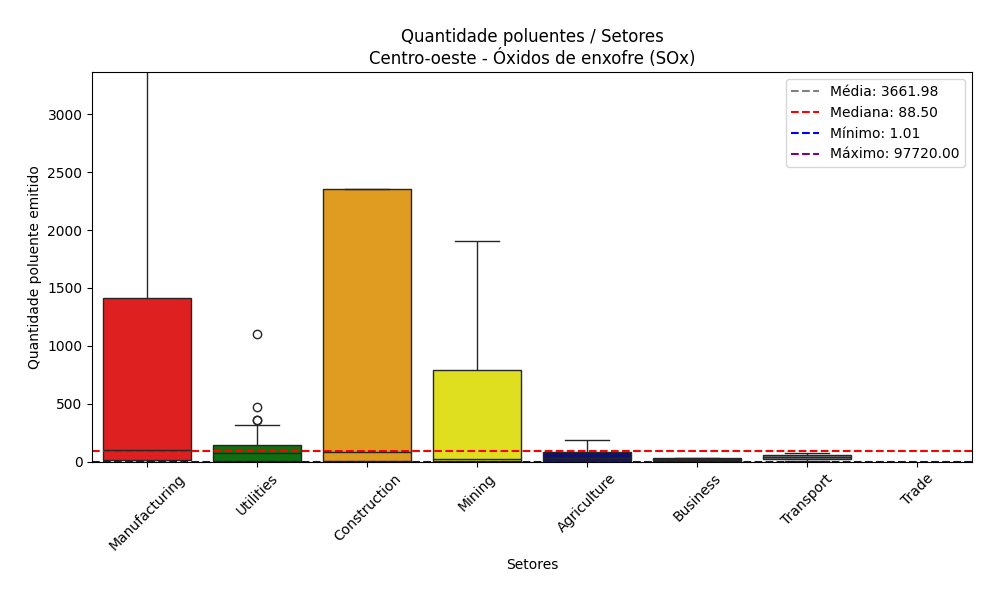 Quantidade poluentes / Setores
Centro-oeste - Óxidos de enxofre (SOx)
Média: 3661.98
Mediana: 88.50
Mínimo: 1.01
Máximo: 97720.00
Quantidade poluente emitido
3000
2500
2000
1500
1000
500
0
Manufacturing
Utilities
Construction
Mining
Agriculture
Business
Transport
Trade
Setores